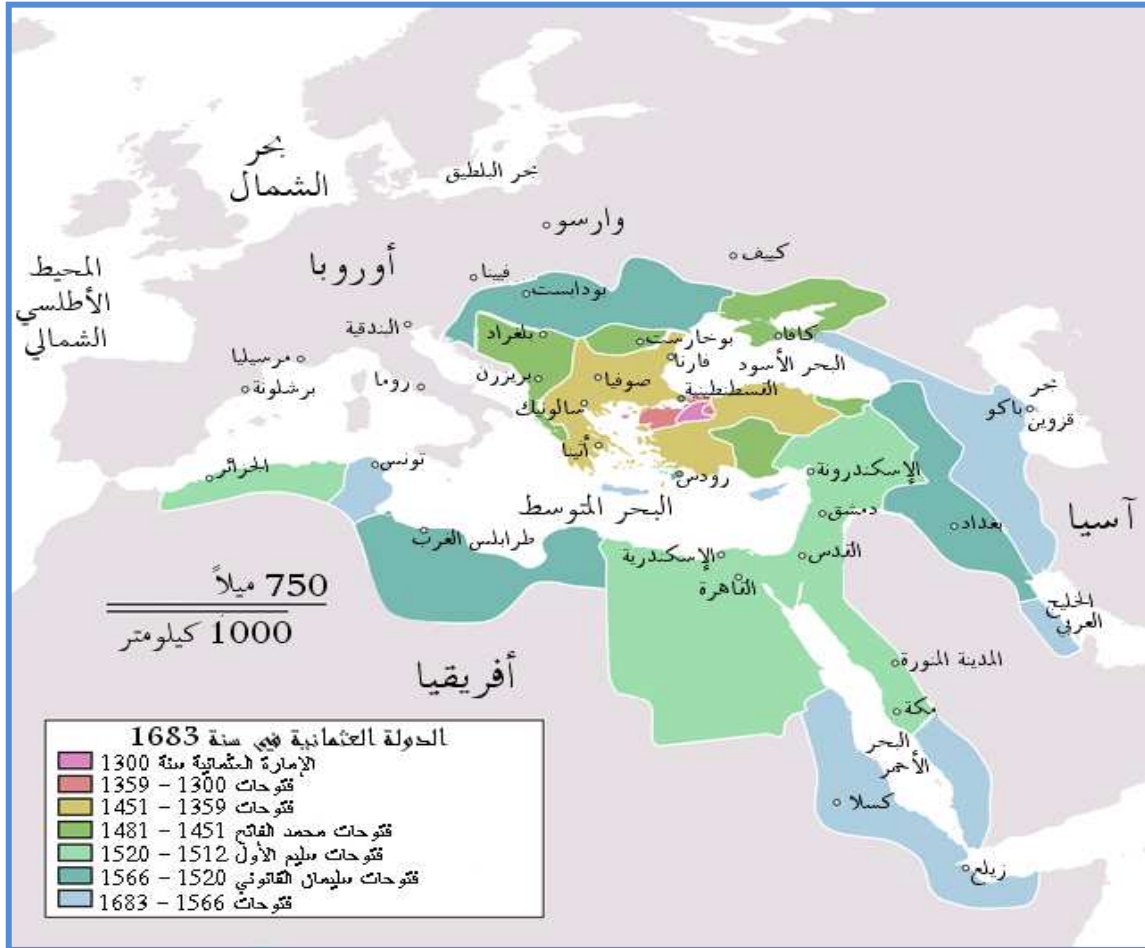 بحر
الشمال
بحر البلطيق
وارسو
كييف
المحيط
الأطلسي
الشمالي
أوروبا
فيينا
بودابست
البندقية
بلغراد
بوخارست
كافا
مرسيليا
فارنا
البحر الأسود
برشلونة
روما
بريزرن
صوفيا
القسطنطينية
بحر
قزوين
باكو
سالونيك
أثينا
الجزائر
تونس
رودس
الإسكندرونة
آسيا
البحر المتوسط
دمشق
بغداد
طرابلس الغرب
الإسكندرية
القدس
القاهرة
750 ميلاً
1000 كيلومتر
الخليج
العربي
أفريقيا
المدينة المنورة
مكة
البحر
الأحمر
كسلا
زيلع
الدولة العثمانية في سنة 1683
الإمارة العثمانية سنة 1300
فتوحات 1300 – 1359
فتوحات 1359 – 1451
فتوحات محمد الفاتح 1451 – 1481
فتوحات سليم الأول 1512 – 1520
فتوحات سليمان القانوني 1520 – 1566
فتوحات 1566 – 1683